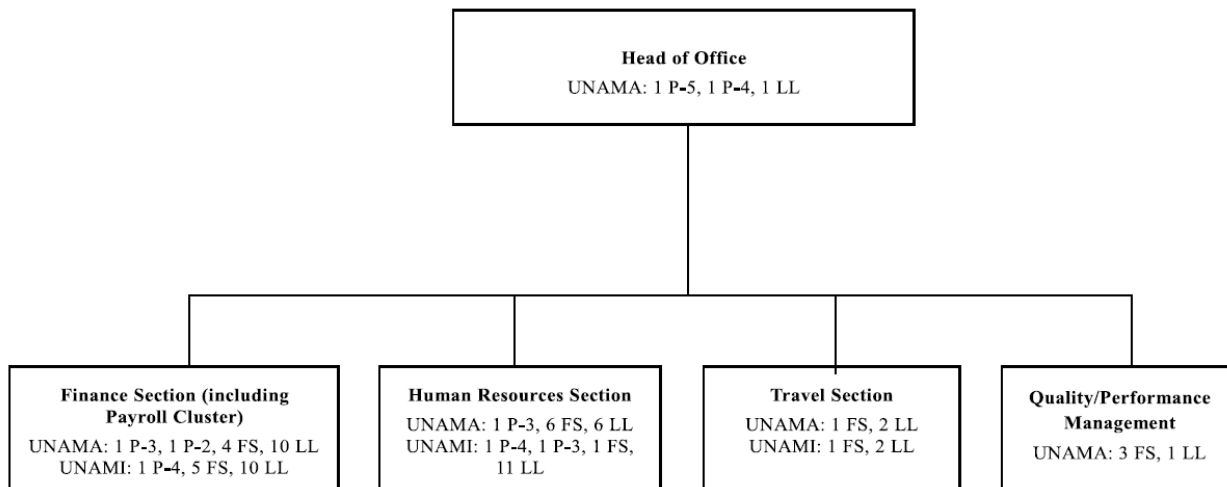 Head of Office
UNAMA: 1 P-5, 1 P-4, 1 LL
Finance Section (including
Payroll Cluster)
UNAMA: 1 P-3, 1 P-2, 4 FS, 10 LL
UNAMI: 1 P-4, 5 FS, 10 LL
Human Resources Section
UNAMA: 1 P-3, 6 FS, 6 LL
UNAMI: 1 P-4, 1 P-3, 1 FS,
11 LL
Travel Section
UNAMA: 1 FS, 2 LL
UNAMI: 1 FS, 2 LL
Quality/Performance
Management
UNAMA: 3 FS, 1 LL